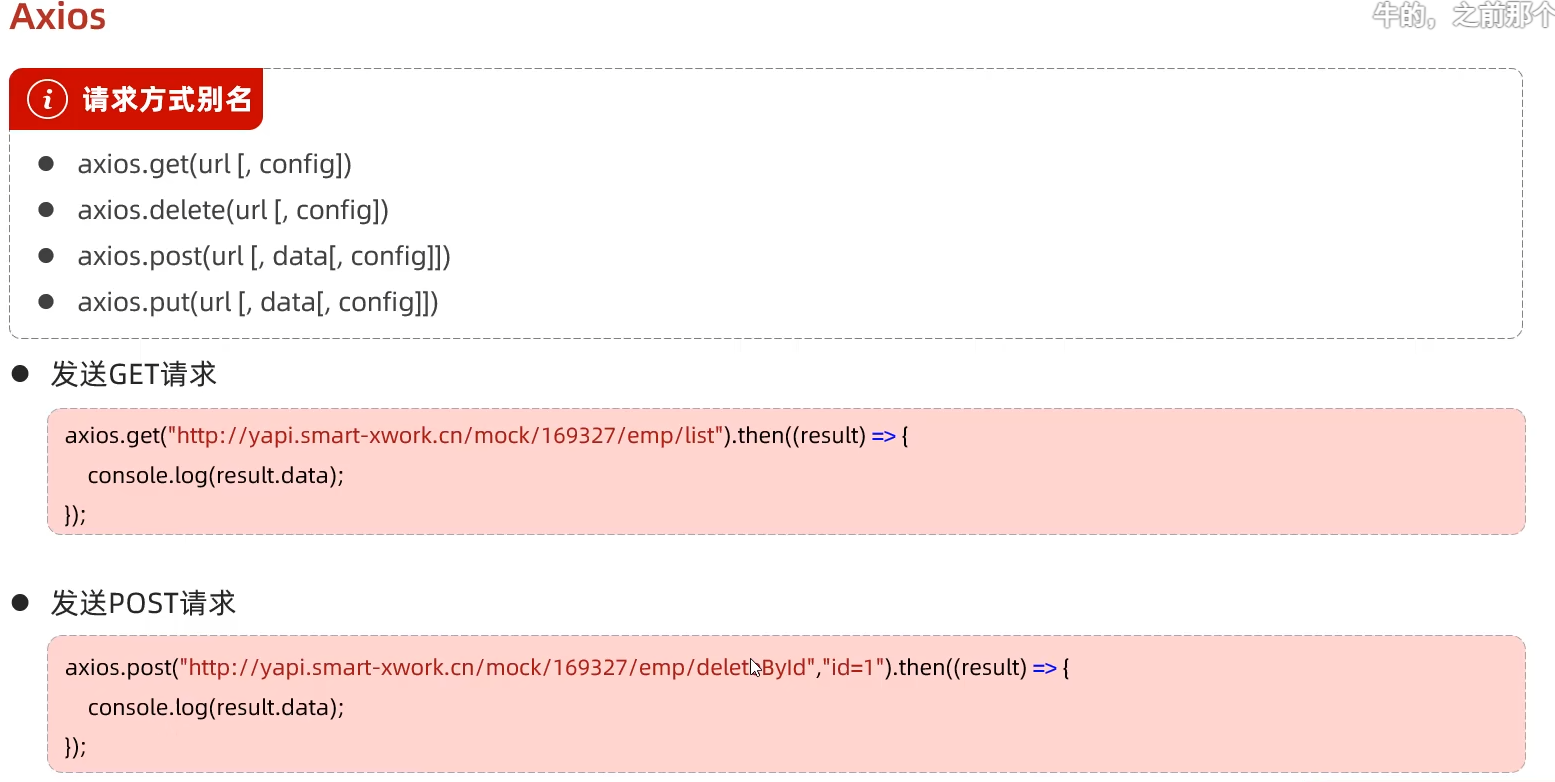 Axios
牛的，之前那个
请求方式别名
axios.get(url [, config])
axios.delete(url [, config])
axios.post(url [, data[, config]])
axios.put(url [, data[, config]])
发送GET请求
axios.get("http://yapi.smart-xwork.cn/mock/169327/emp/list").then((result) => {
console.log(result.data);
});
发送POST请求
axios.post("http://yapi.smart-xwork.cn/mock/169327/emp/deleteById","id=1").then((result) => {
console.log(result.data);
});